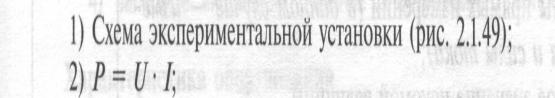 1) Схема экспериментальной установки (рис. 2.1.49);
2) P = U · I;